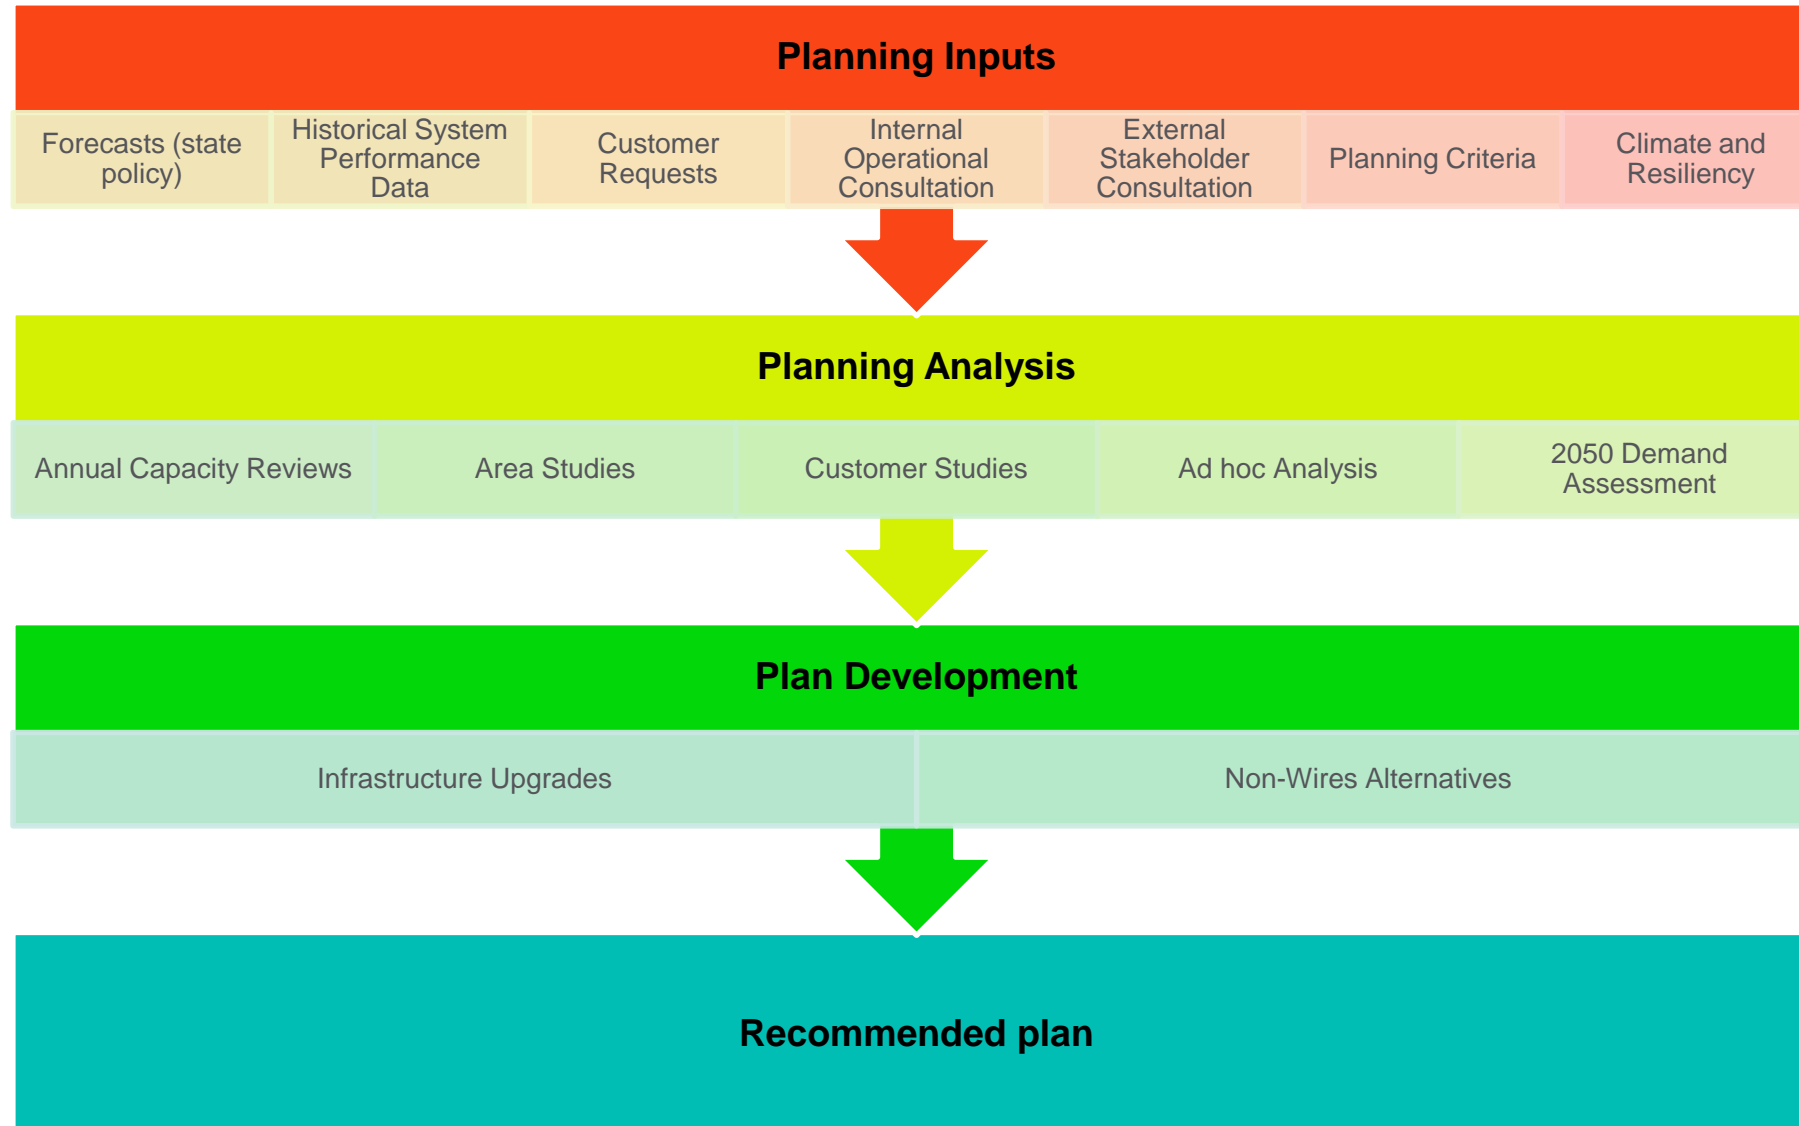 Planning Inputs
Forecasts (state
policy)
Historical System
Performance
Data
Customer
Requests
Internal
Operational
Consultation
External
Stakeholder
Consultation
Planning Criteria
Climate and
Resiliency
Planning Analysis
Annual Capacity Reviews
Area Studies
Customer Studies
Ad hoc Analysis
2050 Demand
Assessment
Plan Development
Infrastructure Upgrades
Non-Wires Alternatives
Recommended plan